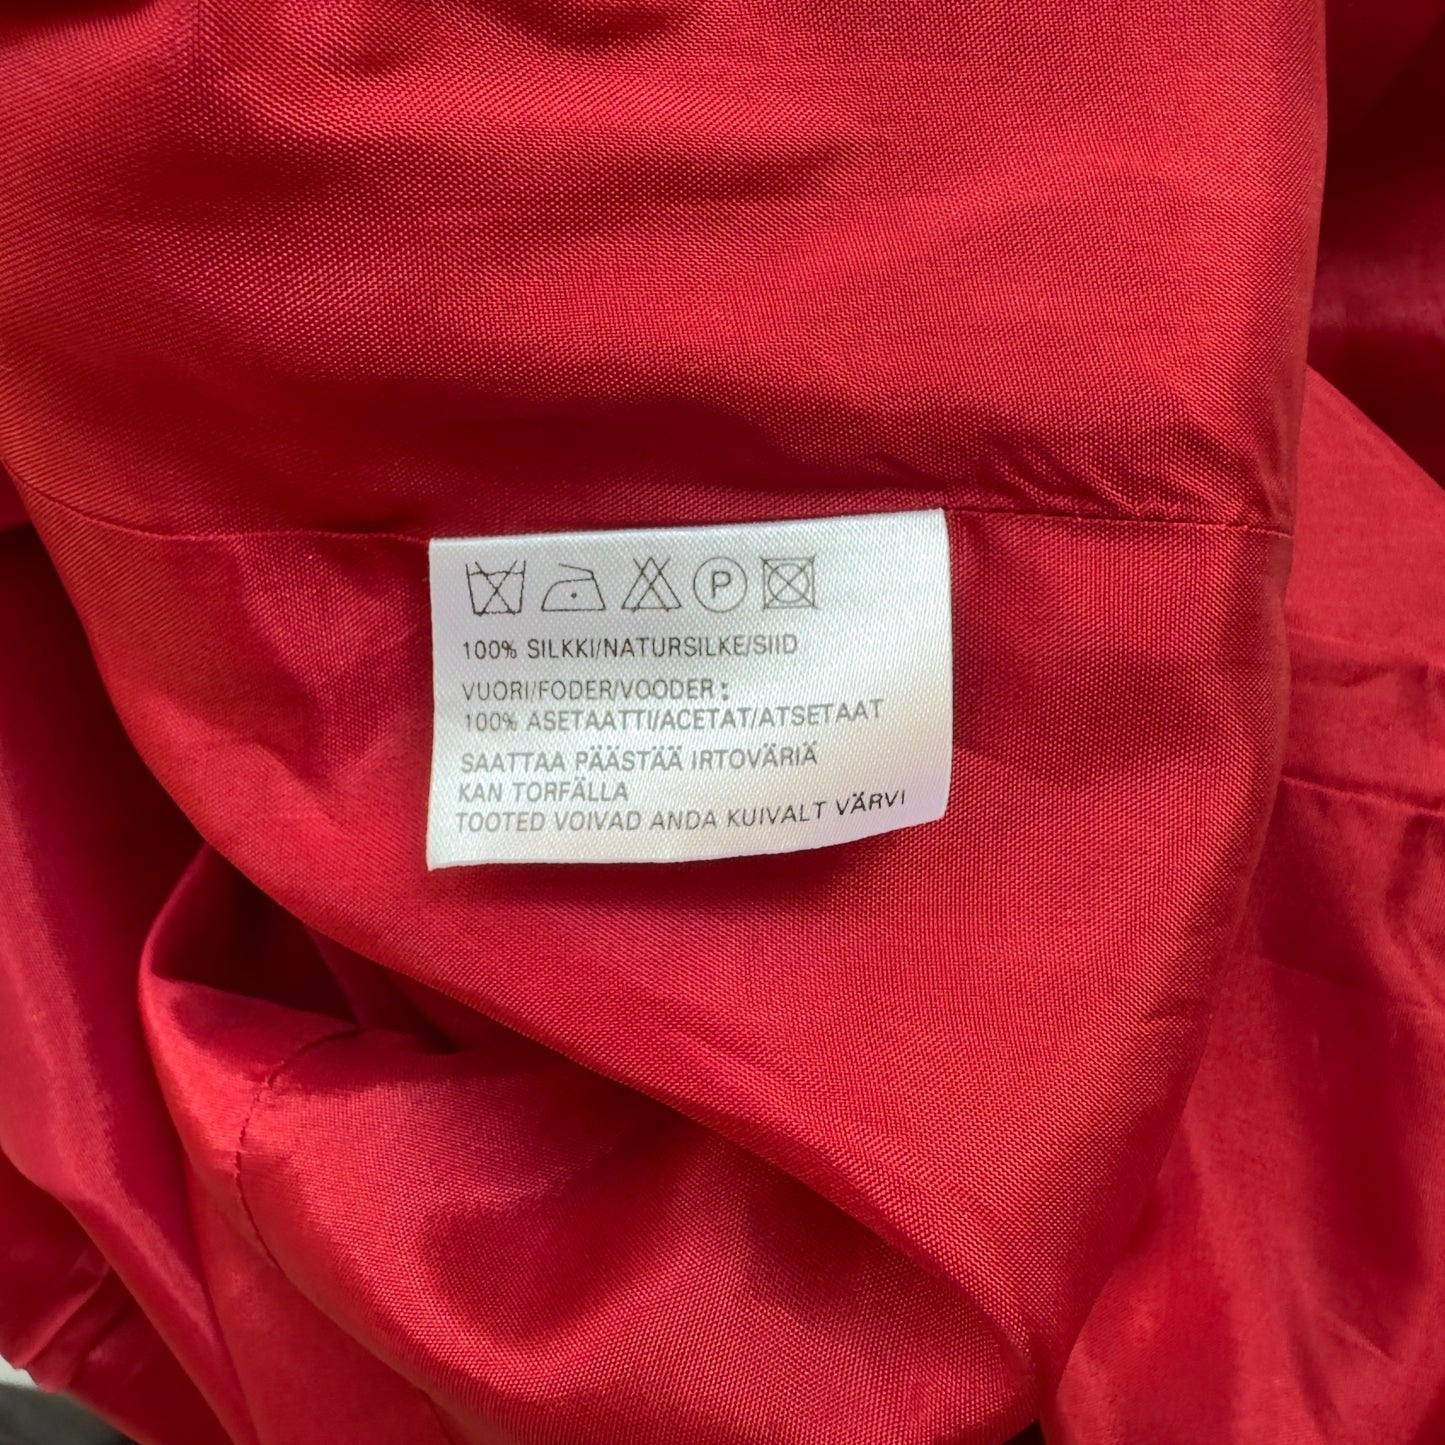 P
100% SILKKI/NATURSILKE/SIID
VUORI/FODER/VOODER:
100% ASETAATTI/ACETAT/ATSETAAT
SAATTAA PÄÄSTÄÄ IRTOVÄRIÄ
KAN TORFÄLLA
TOOTED VOIVAD ANDA KUIVALT VÄRVI